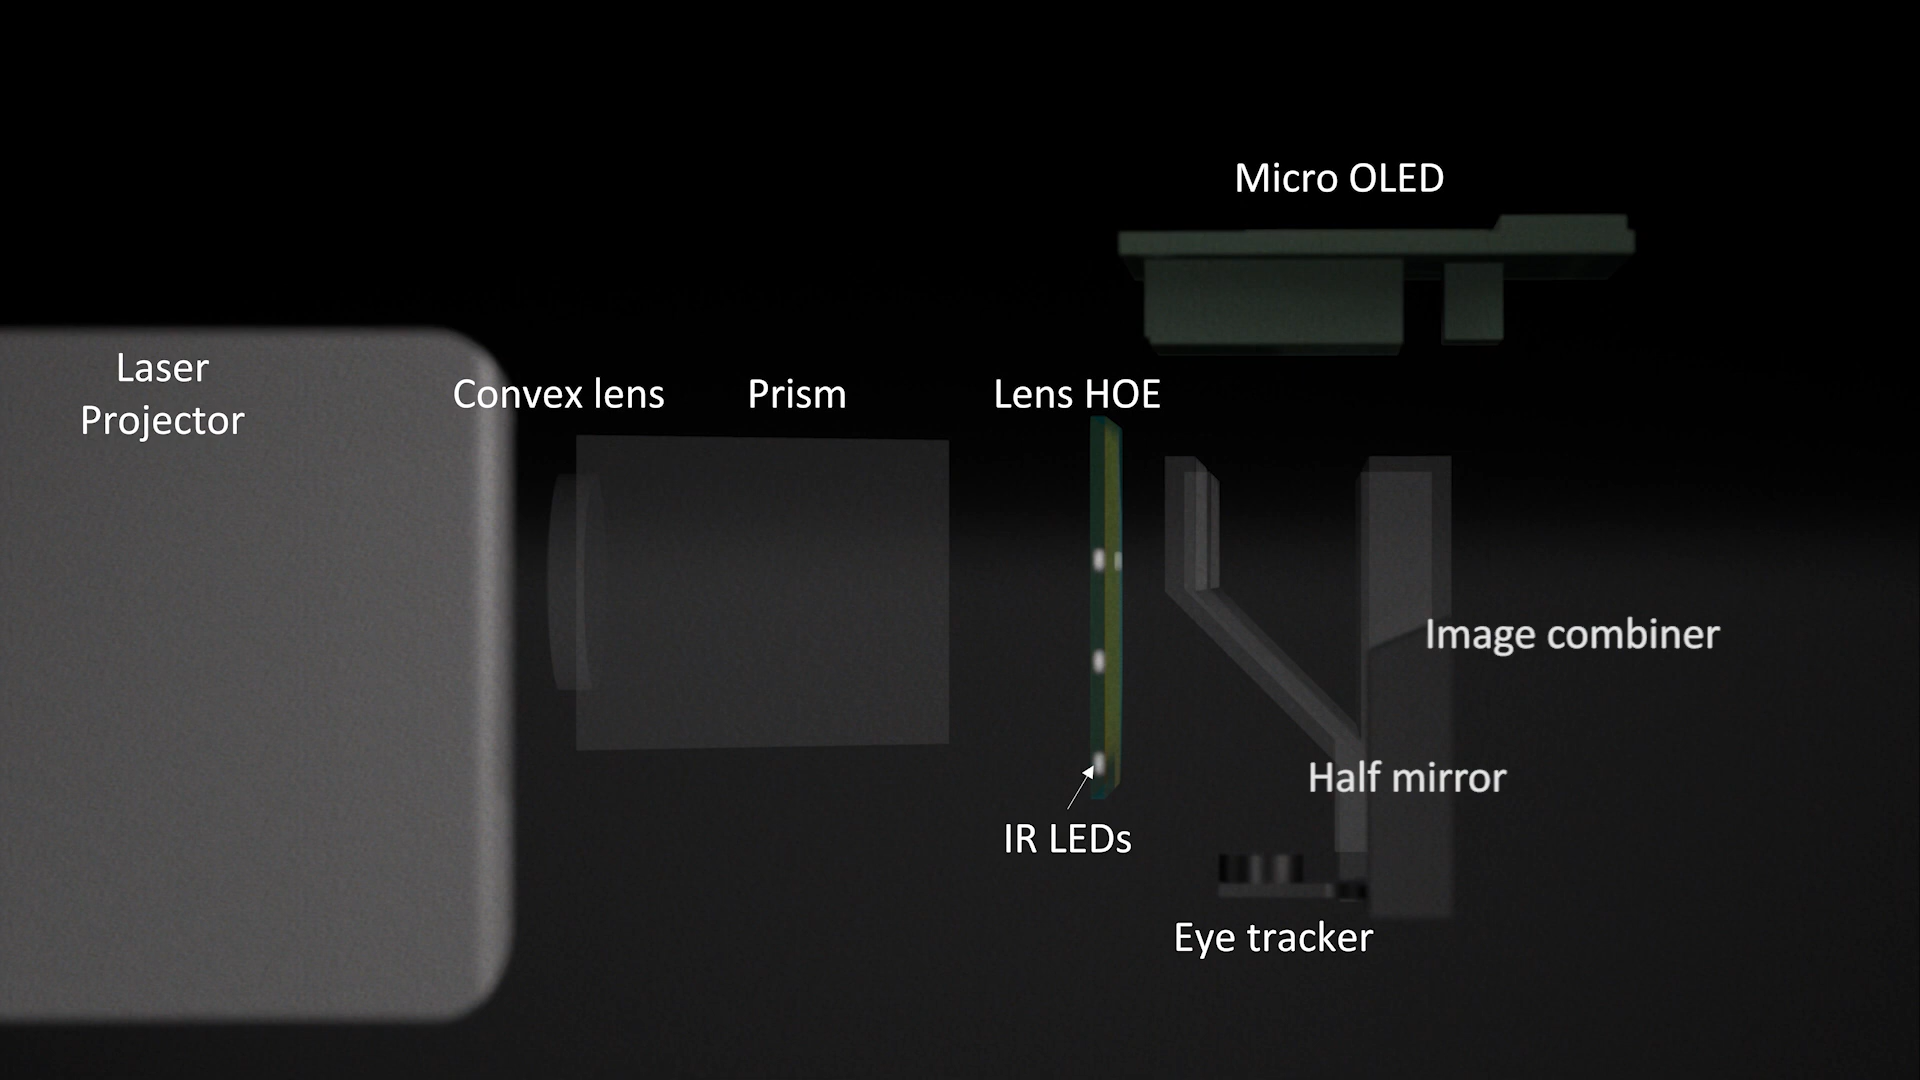 Micro OLED
Laser
Projector
Convex lens
Prism
Lens HOE
Image combiner
Half mirror
IR LEDs
Eye tracker